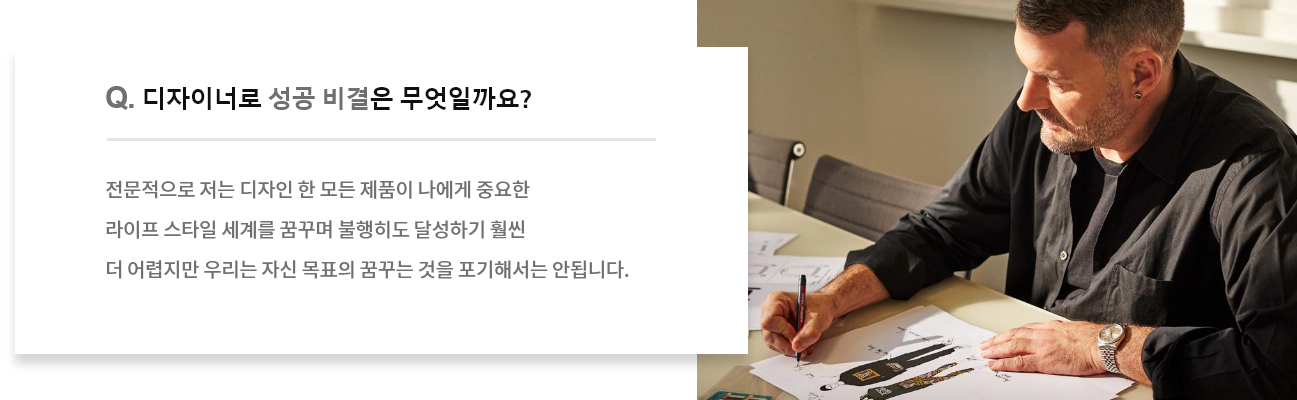 Q. 디자이너로 성공 비결은 무엇일까요?
전문적으로 저는 디자인 한 모든 제품이 나에게 중요한
라이프 스타일 세계를 꿈꾸며 불행히도 달성하기 훨씬
더 어렵지만 우리는 자신 목표의 꿈꾸는 것을 포기해서는 안됩니다.